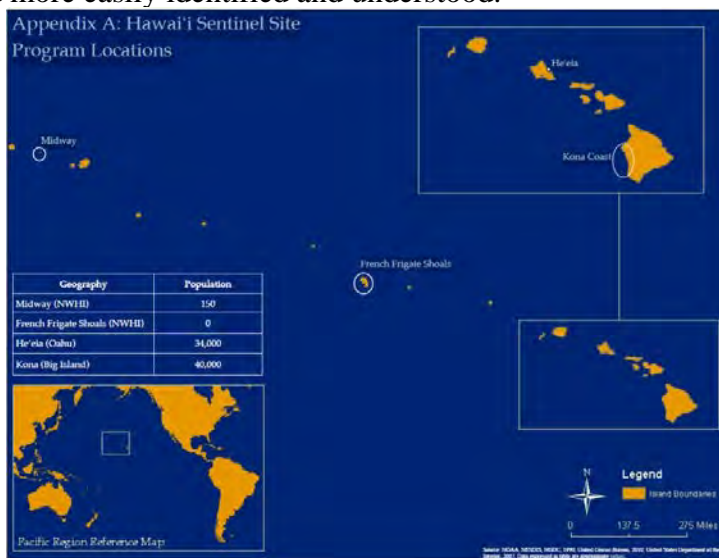 more easily identified and understood.
Appendix A: Hawai'i Sentinel Site
Program Locations
He'eia
Kona Coast
Midway
French Frigate Shoals
Geography Population
Midway (NWHI) 150
French Frigate Shoals (NWHI) 0
He'eia (Oahu) 34,000
Kona (Big Island) 40,000
Pacific Region Reference Map
N
Legend
Island Boundaries
0 137.5 275 Miles